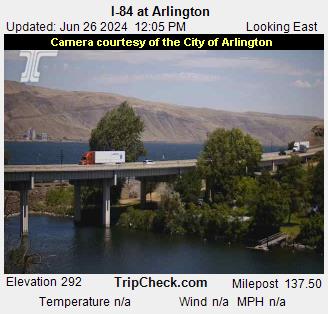 I-84 at Arlington
Updated: Jun 26 2024 12:05 PM Looking East
Camera courtesy of the City of Arlington
Elevation 292 TripCheck.com Milepost 137.50
Temperature n/a Wind n/a MPH n/a